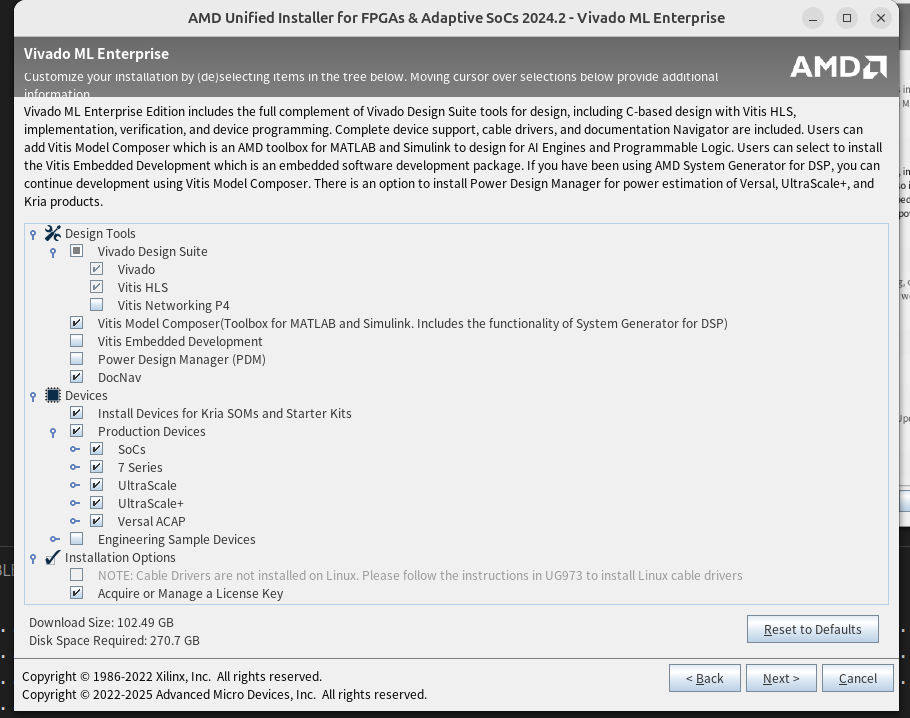 AMD Unified Installer for FPGAs & Adaptive SoCs 2024.2 - Vivado ML Enterprise
Vivado ML Enterprise
Customize your installation by (de)selecting items in the tree below. Moving cursor over selections below provide additional
information
AMD
Vivado ML Enterprise Edition includes the full complement of Vivado Design Suite tools for design, including C-based design with Vitis HLS,
implementation, verification, and device programming. Complete device support, cable drivers, and documentation Navigator are included. Users can
add Vitis Model Composer which is an AMD toolbox for MATLAB and Simulink to design for AI Engines and Programmable Logic. Users can select to install
the Vitis Embedded Development which is an embedded software development package. If you have been using AMD System Generator for DSP, you can
continue development using Vitis Model Composer. There is an option to install Power Design Manager for power estimation of Versal, UltraScale+, and
Kria products.
Design Tools
Vivado Design Suite
Vivado
Vitis HLS
Vitis Networking P4
Vitis Model Composer(Toolbox for MATLAB and Simulink. Includes the functionality of System Generator for DSP)
Vitis Embedded Development
Power Design Manager (PDM)
DocNav
Devices
Install Devices for Kria SOMs and Starter Kits
Production Devices
SoCs
7 Series
UltraScale
UltraScale+
Versal ACAP
Engineering Sample Devices
Installation Options
NOTE: Cable Drivers are not installed on Linux. Please follow the instructions in UG973 to install Linux cable drivers
Acquire or Manage a License Key
Download Size: 102.49 GB
Disk Space Required: 270.7 GB
Reset to Defaults
Copyright © 1986-2022 Xilinx, Inc. All rights reserved.
Copyright © 2022-2025 Advanced Micro Devices, Inc. All rights reserved.
< Back
Next >
Cancel